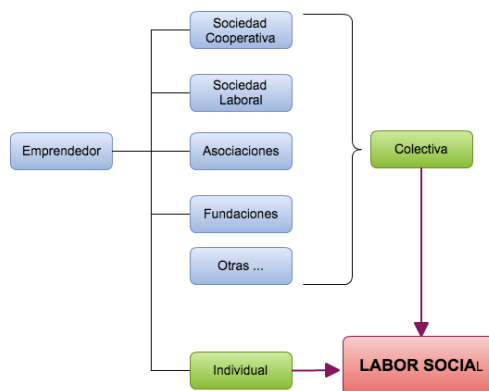 Sociedad
Cooperativa
Sociedad
Laboral
Emprendedor
Asociaciones
Colectiva
Fundaciones
Otras ...
Individual
LABOR SOCIAL